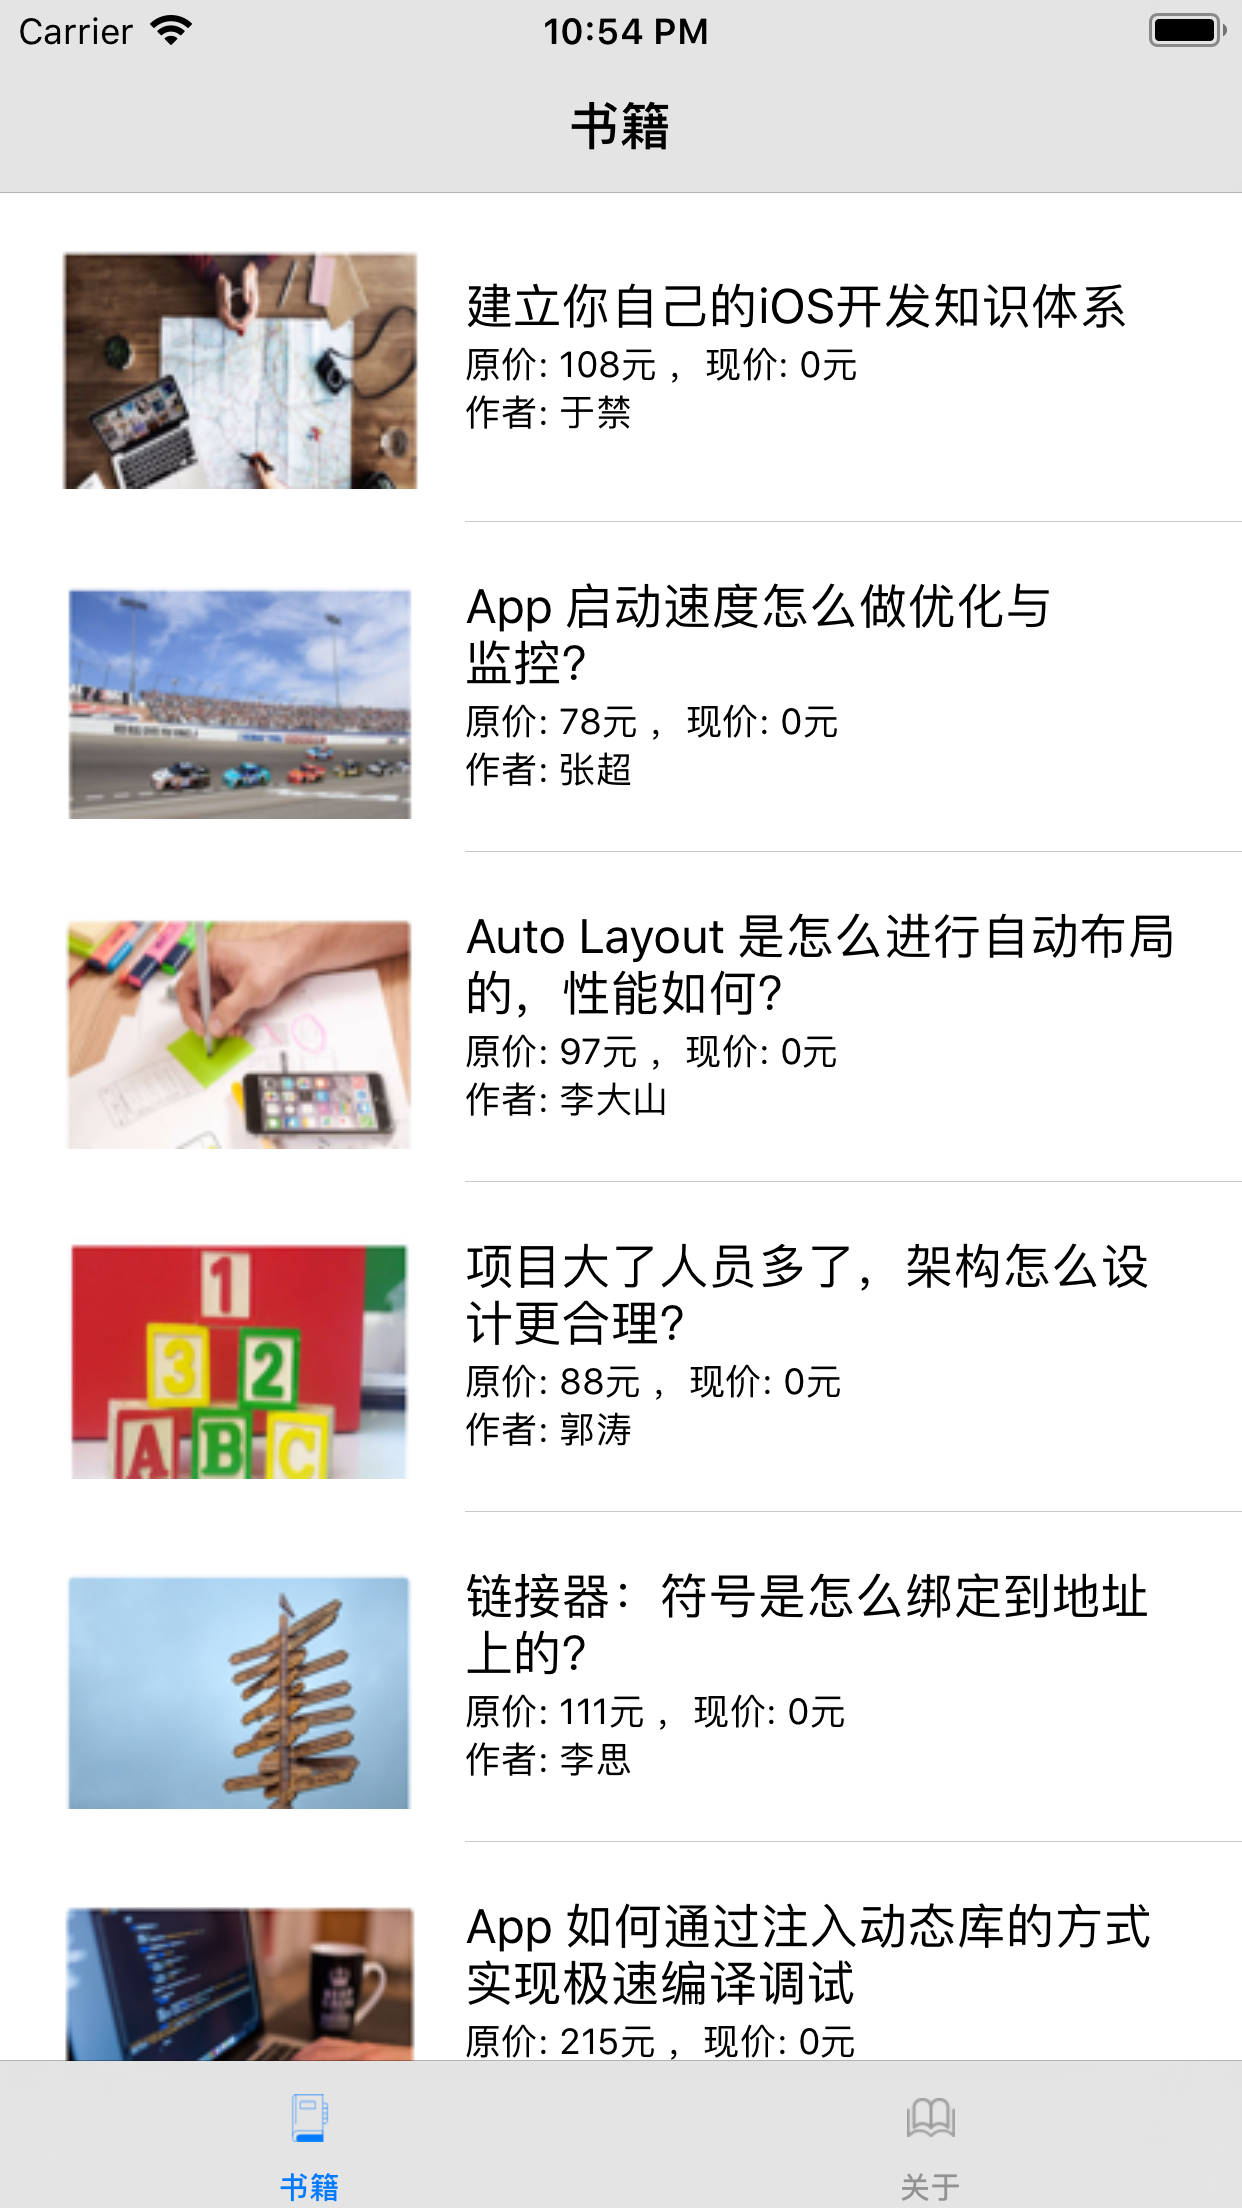 Carrier 10:54 PM
书籍
建立你自己的iOS开发知识体系
原价: 108元 ，现价: 0元
作者: 于禁
App 启动速度怎么做优化与
监控?
原价: 78元 ，现价: 0元
作者: 张超
Auto Layout 是怎么进行自动布局
的，性能如何?
原价: 97元 ，现价: 0元
作者: 李大山
1
3 2
A B C
项目大了人员多了，架构怎么设
计更合理?
原价: 88元 ，现价: 0元
作者: 郭涛
链接器：符号是怎么绑定到地址
上的?
原价: 111元 ，现价: 0元
作者: 李思
App 如何通过注入动态库的方式
实现极速编译调试
原价: 215元 ，现价: 0元
书籍 关于